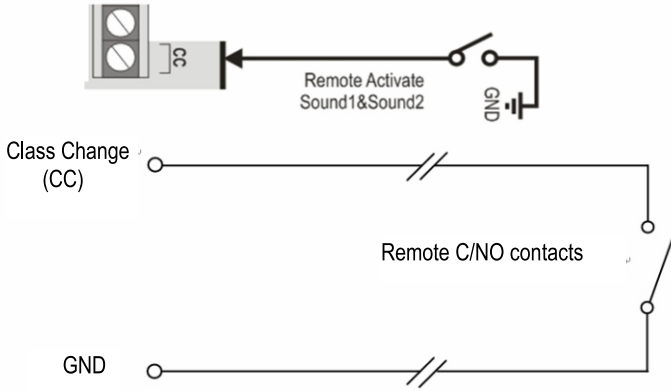 CC
Remote Activate
Sound1&Sound2
GND
Class Change
(CC)
Remote C/NO contacts
GND